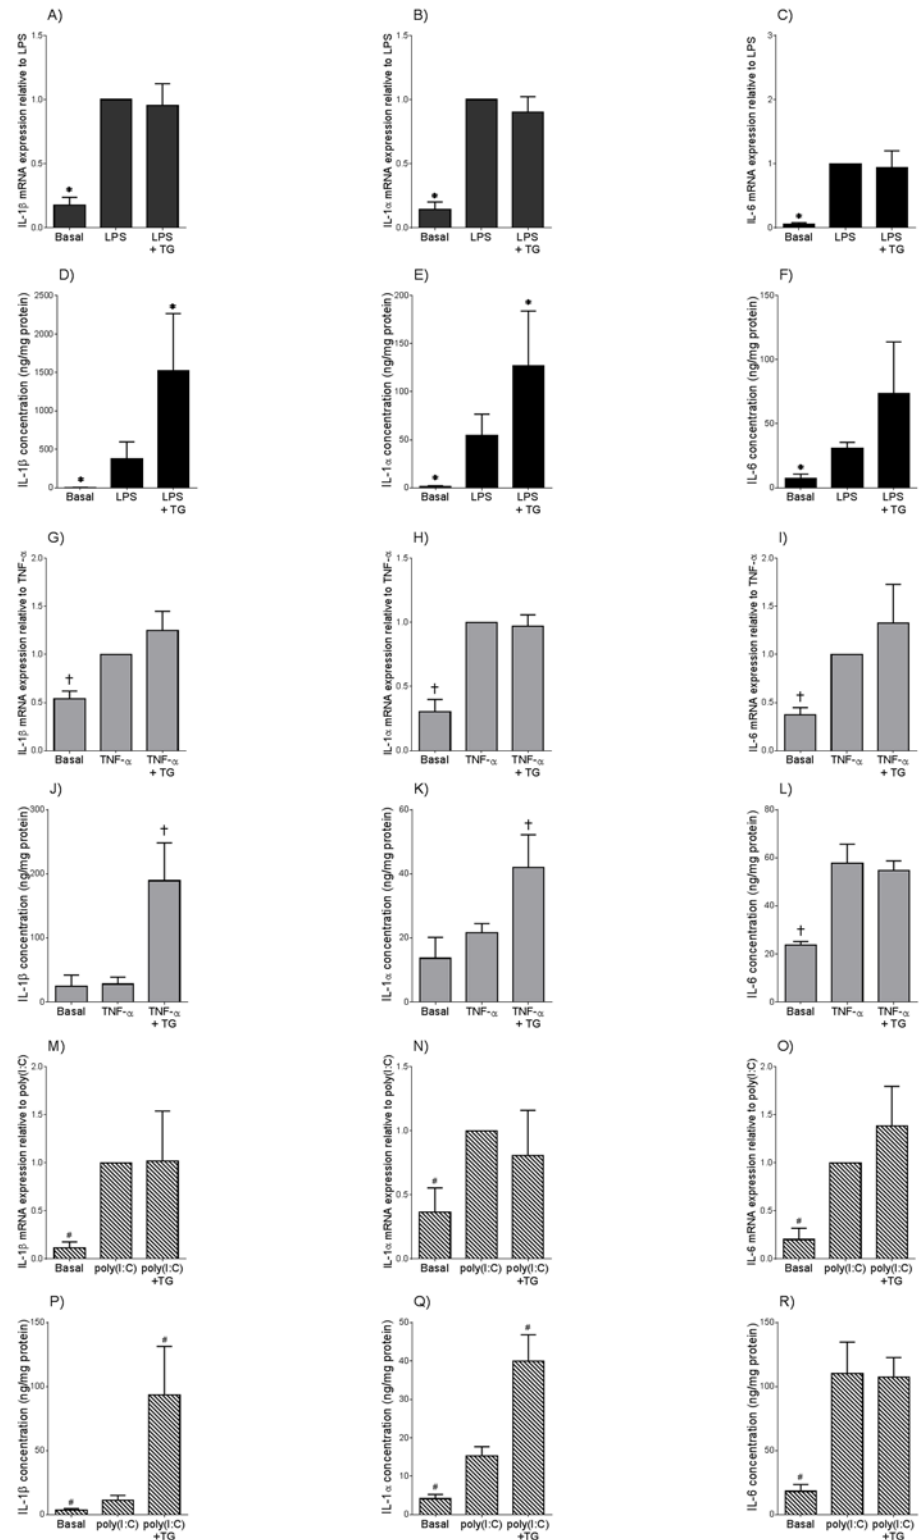 A)
IL-1β mRNA expression relative to LPS
1.5
1.0
0.5
0.0
*
Basal
LPS
LPS
+ TG
B)
IL-1α mRNA expression relative to LPS
1.5
1.0
0.5
0.0
*
Basal
LPS
LPS
+ TG
C)
IL-6 mRNA expression relative to LPS
3
2
1
0
*
Basal
LPS
LPS
+ TG
D)
IL-1β concentration (ng/mg protein)
2500
2000
1500
1000
500
0
*
*
Basal
LPS
LPS
+ TG
E)
IL-1α concentration (ng/mg protein)
200
150
100
50
0
*
*
Basal
LPS
LPS
+ TG
F)
IL-6 concentration (ng/mg protein)
150
100
50
0
*
Basal
LPS
LPS
+ TG
G)
IL-1β mRNA expression relative to TNF-α
2.0
1.5
1.0
0.5
0.0
†
Basal
TNF-α
TNF-α
+ TG
H)
IL-1α mRNA expression relative to TNF-α
1.5
1.0
0.5
0.0
†
Basal
TNF-α
TNF-α
+ TG
I)
IL-6 mRNA expression relative to TNF-α
2.0
1.5
1.0
0.5
0.0
†
Basal
TNF-α
TNF-α
+ TG
J)
IL-1β concentration (ng/mg protein)
300
200
100
0
†
Basal
TNF-α
TNF-α
+ TG
K)
IL-1α concentration (ng/mg protein)
60
40
20
0
†
Basal
TNF-α
TNF-α
+ TG
L)
IL-6 concentration (ng/mg protein)
80
60
40
20
0
†
Basal
TNF-α
TNF-α
+ TG
M)
IL-1β mRNA expression relative to poly(I:C)
2.0
1.5
1.0
0.5
0.0
#
Basal
poly(I:C)
poly(I:C)
+TG
N)
IL-1α mRNA expression relative to poly(I:C)
1.5
1.0
0.5
0.0
#
Basal
poly(I:C)
poly(I:C)
+TG
O)
IL-6 mRNA expression relative to poly(I:C)
2.0
1.5
1.0
0.5
0.0
#
Basal
poly(I:C)
poly(I:C)
+TG
P)
IL-1β concentration (ng/mg protein)
150
100
50
0
#
#
Basal
poly(I:C)
poly(I:C)
+TG
Q)
IL-1α concentration (ng/mg protein)
50
40
30
20
10
0
#
#
Basal
poly(I:C)
poly(I:C)
+TG
R)
IL-6 concentration (ng/mg protein)
150
100
50
0
#
Basal
poly(I:C)
poly(I:C)
+TG